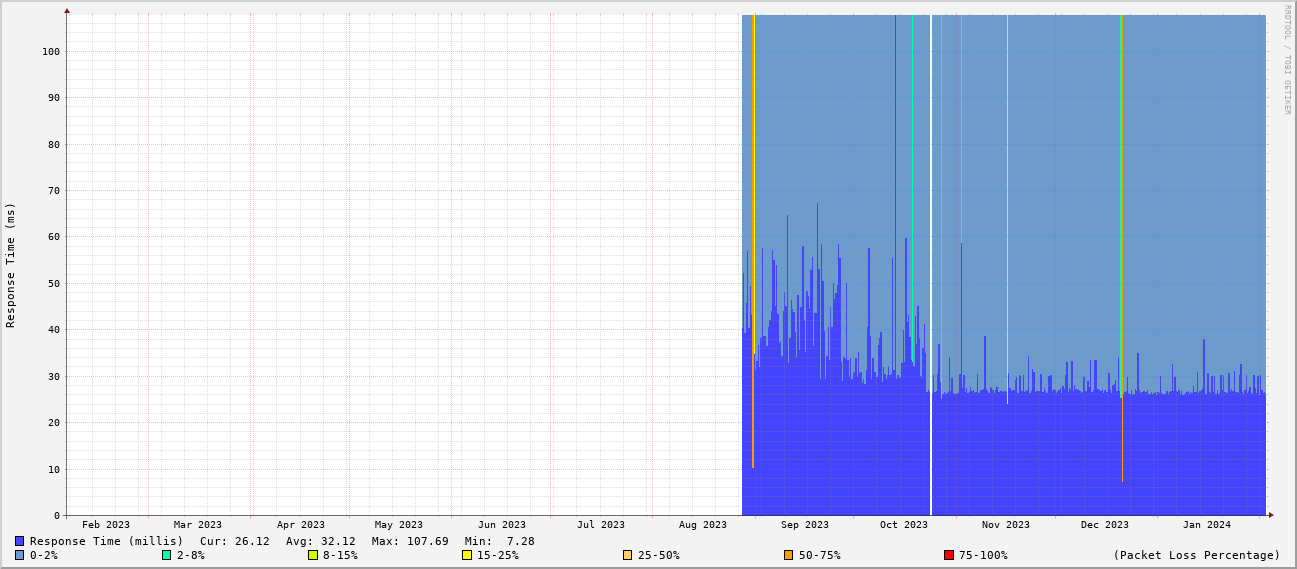 RRDTOOL / TOBI OETIKER
Response Time (ms)
100
90
80
70
60
50
40
30
20
10
0
Feb 2023 Mar 2023 Apr 2023 May 2023 Jun 2023 Jul 2023 Aug 2023 Sep 2023 Oct 2023 Nov 2023 Dec 2023 Jan 2024
Response Time (millis) Cur: 26.12 Avg: 32.12 Max: 107.69 Min: 7.28
0-2% 2-8% 8-15% 15-25% 25-50% 50-75% 75-100% (Packet Loss Percentage)